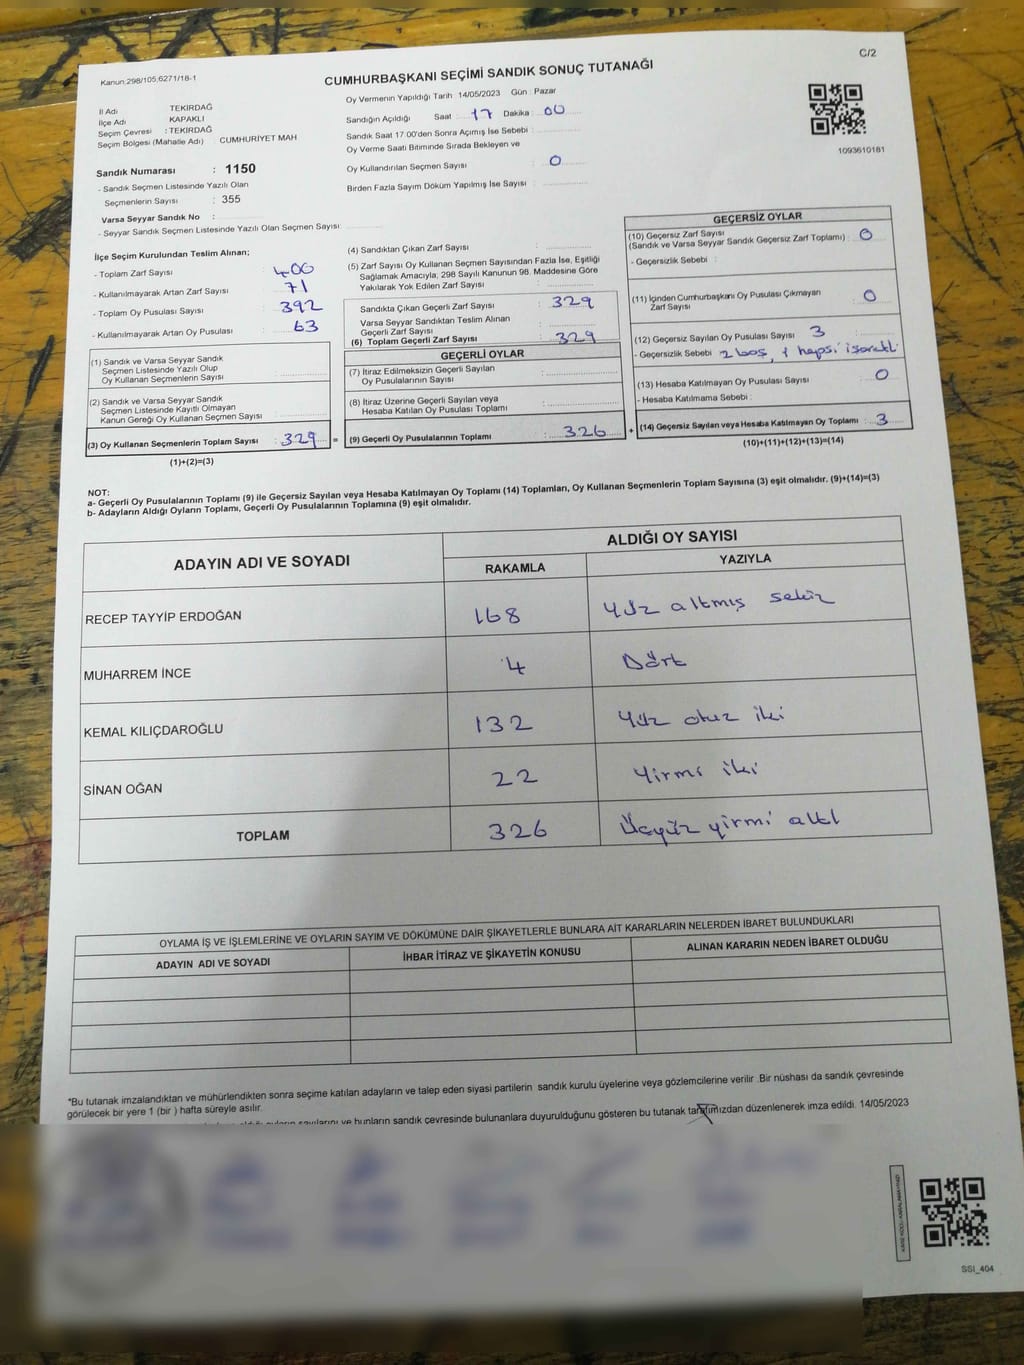 C/2
Kanun,298/105,6271/18-1
CUMHURBAŞKANI SEÇİMİ SANDIK SONUÇ TUTANAĞI
İl Adı TEKİRDAĞ
İlçe Adı KAPAKLI
Seçim Çevresi : TEKİRDAĞ
Seçim Bölgesi (Mahalle Adı) : CUMHURİYET MAH
Oy Vermenin Yapıldığı Tarih 14/05/2023 Gün : Pazar
Sandığın Açıldığı Saat : 17 Dakika : 00
Sandık Saat 17.00'den Sonra Açımış İse Sebebi :
Oy Verme Saati Bitiminde Sırada Bekleyen ve
Oy Kullandırılan Seçmen Sayısı : 0
Birden Fazla Sayım Döküm Yapılmış İse Sayısı :
1093610181
Sandık Numarası : 1150
- Sandık Seçmen Listesinde Yazılı Olan
Seçmenlerin Sayısı : 355
Varsa Seyyar Sandık No :
- Seyyar Sandık Seçmen Listesinde Yazılı Olan Seçmen Sayısı:
İlçe Seçim Kurulundan Teslim Alınan;
- Toplam Zarf Sayısı : 400
- Kullanılmayarak Artan Zarf Sayısı : 71
- Toplam Oy Pusulası Sayısı : 392
- Kullanılmayarak Artan Oy Pusulası : 63
(1) Sandık ve Varsa Seyyar Sandık
Seçmen Listesinde Yazılı Olup
Oy Kullanan Seçmenlerin Sayısı :
(2) Sandık ve Varsa Seyyar Sandık
Seçmen Listesinde Kayıtlı Olmayan
Kanun Gereği Oy Kullanan Seçmen Sayısı :
(3) Oy Kullanan Seçmenlerin Toplam Sayısı : 329 =
(1)+(2)=(3)
(4) Sandıktan Çıkan Zarf Sayısı :
(5) Zarf Sayısı Oy Kullanan Seçmen Sayısından Fazla İse, Eşitliği
Sağlamak Amacıyla; 298 Sayılı Kanunun 98. Maddesine Göre
Yakılarak Yok Edilen Zarf Sayısı :
Sandıkta Çıkan Geçerli Zarf Sayısı : 329
Varsa Seyyar Sandıktan Teslim Alınan
Geçerli Zarf Sayısı :
(6) Toplam Geçerli Zarf Sayısı : 329
GEÇERLİ OYLAR
(7) İtiraz Edilmeksizin Geçerli Sayılan
Oy Pusulalarının Sayısı :
(8) İtiraz Üzerine Geçerli Sayılan veya
Hesaba Katılan Oy Pusulası Toplamı :
(9) Geçerli Oy Pusulalarının Toplamı : 326 +
GEÇERSİZ OYLAR
(10) Geçersiz Zarf Sayısı
(Sandık ve Varsa Seyyar Sandık Geçersiz Zarf Toplamı) : 0
- Geçersizlik Sebebi :
(11) İçinden Cumhurbaşkanı Oy Pusulası Çıkmayan
Zarf Sayısı : 0
(12) Geçersiz Sayılan Oy Pusulası Sayısı : 3
- Geçersizlik Sebebi 2 boş, 1 hepsi işaretli
(13) Hesaba Katılmayan Oy Pusulası Sayısı : 0
- Hesaba Katılmama Sebebi :
(14) Geçersiz Sayılan veya Hesaba Katılmayan Oy Toplamı : 3
(10)+(11)+(12)+(13)=(14)
NOT:
a- Geçerli Oy Pusulalarının Toplamı (9) ile Geçersiz Sayılan veya Hesaba Katılmayan Oy Toplamı (14) Toplamları, Oy Kullanan Seçmenlerin Toplam Sayısına (3) eşit olmalıdır. (9)+(14)=(3)
b- Adayların Aldığı Oyların Toplamı, Geçerli Oy Pusulalarının Toplamına (9) eşit olmalıdır.
ADAYIN ADI VE SOYADI ALDIĞI OY SAYISI
RAKAMLA YAZIYLA
RECEP TAYYİP ERDOĞAN 168 Yüz altmış sekiz
MUHARREM İNCE 4 Dört
KEMAL KILIÇDAROĞLU 132 Yüz otuz iki
SİNAN OĞAN 22 Yirmi iki
TOPLAM 326 Üçyüz yirmi altı
OYLAMA İŞ VE İŞLEMLERİNE VE OYLARIN SAYIM VE DÖKÜMÜNE DAİR ŞİKAYETLERLE BUNLARA AİT KARARLARIN NELERDEN İBARET BULUNDUKLARI
ADAYIN ADI VE SOYADI İHBAR İTİRAZ VE ŞİKAYETİN KONUSU ALINAN KARARIN NEDEN İBARET OLDUĞU
*Bu tutanak imzalandıktan ve mühürlendikten sonra seçime katılan adayların ve talep eden siyasi partilerin sandık kurulu üyelerine veya gözlemcilerine verilir .Bir nüshası da sandık çevresinde
görülecek bir yere 1 (bir ) hafta süreyle asılır.
aldığı oyların sayılarını ve bunların sandık çevresinde bulunanlara duyurulduğunu gösteren bu tutanak tarafımızdan düzenlenerek imza edildi. 14/05/2023
SSI_404